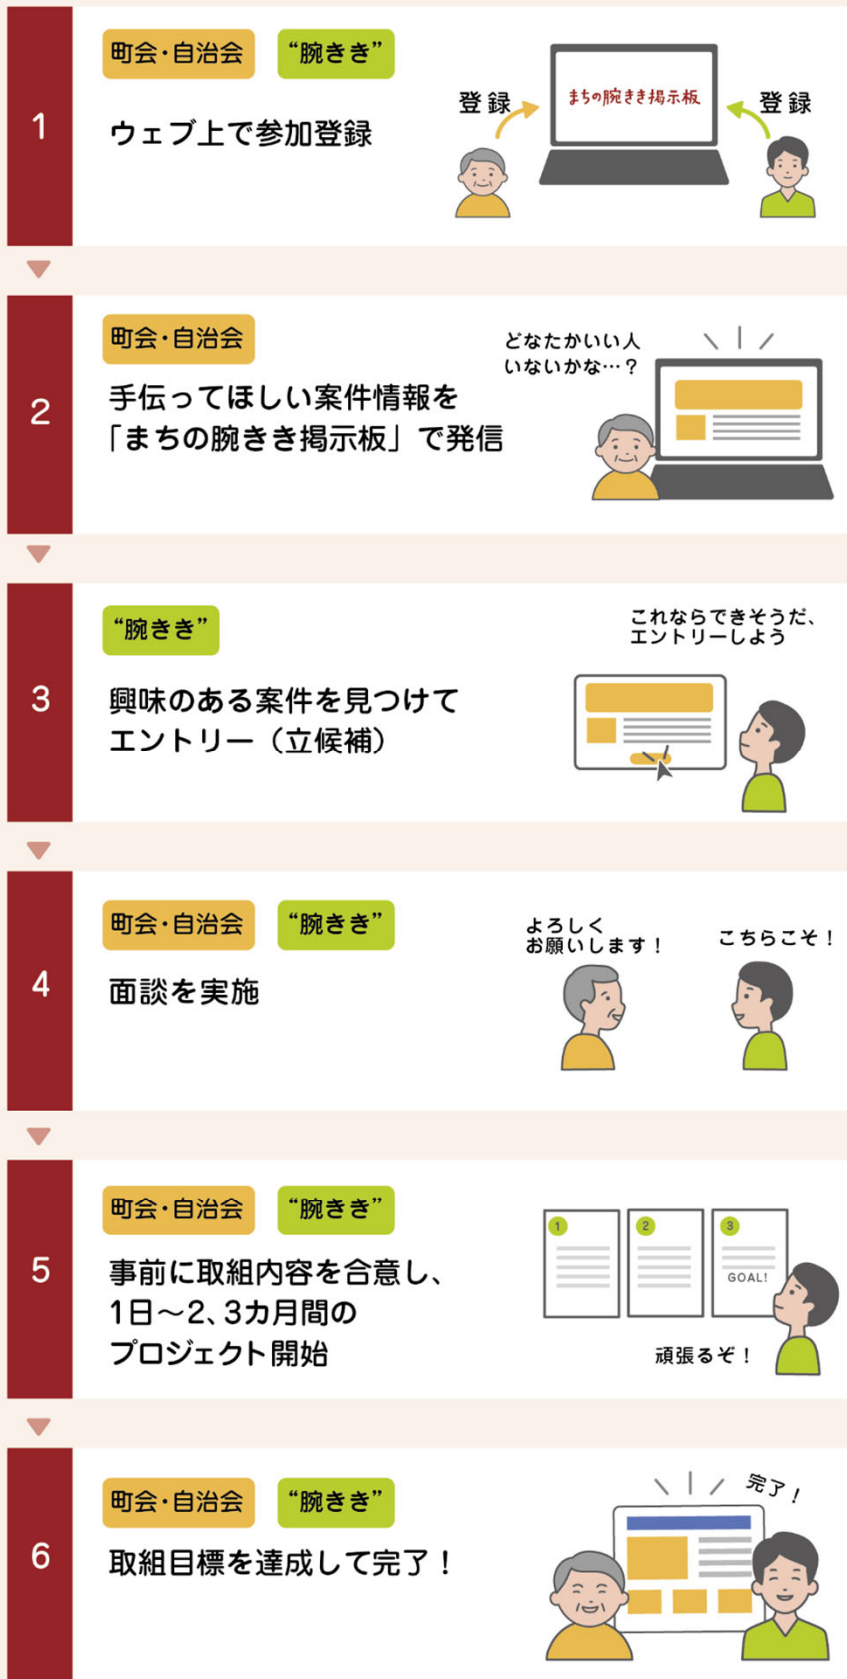 1
町会・自治会
“腕きき”
ウェブ上で参加登録
登録
まちの腕きき掲示板
登録
2
町会・自治会
手伝ってほしい案件情報を
「まちの腕きき掲示板」で発信
どなたかいい人
いないかな…？
3
“腕きき”
興味のある案件を見つけて
エントリー（立候補）
これならできそうだ、
エントリーしよう
4
町会・自治会
“腕きき”
面談を実施
よろしく
お願いします！
こちらこそ！
5
町会・自治会
“腕きき”
事前に取組内容を合意し、
1日～2、3カ月間の
プロジェクト開始
1
2
3
GOAL!
頑張るぞ！
6
町会・自治会
“腕きき”
取組目標を達成して完了！
完了！